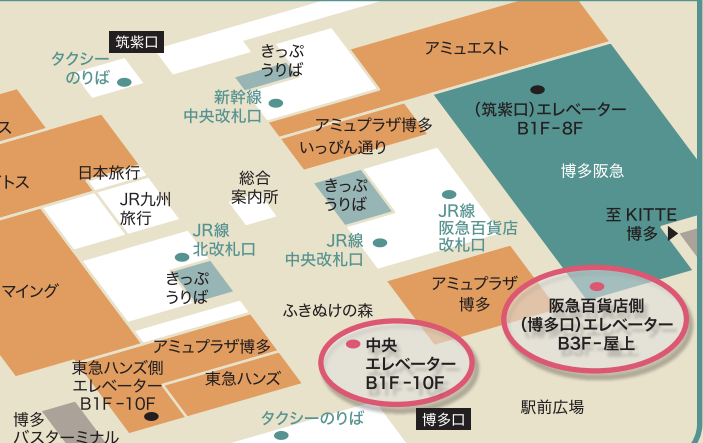 筑紫口
きっぷ
うりば
アミュエスト
タクシー
のりば
新幹線
中央改札口
(筑紫口)エレベーター
B1F-8F
アミュプラザ博多
いっぴん通り
ス
博多阪急
日本旅行
トス
総合
案内所
きっぷ
うりば
JR九州
旅行
JR線
阪急百貨店
改札口
至 KITTE
博多
JR線
北改札口
JR線
中央改札口
きっぷ
うりば
マイング
アミュプラザ
博多
ふきぬけの森
阪急百貨店側
(博多口)エレベーター
B3F-屋上
アミュプラザ博多
中央
エレベーター
B1F-10F
東急ハンズ側
エレベーター
B1F-10F
東急ハンズ
駅前広場
博多
バスターミナル
タクシーのりば
博多口